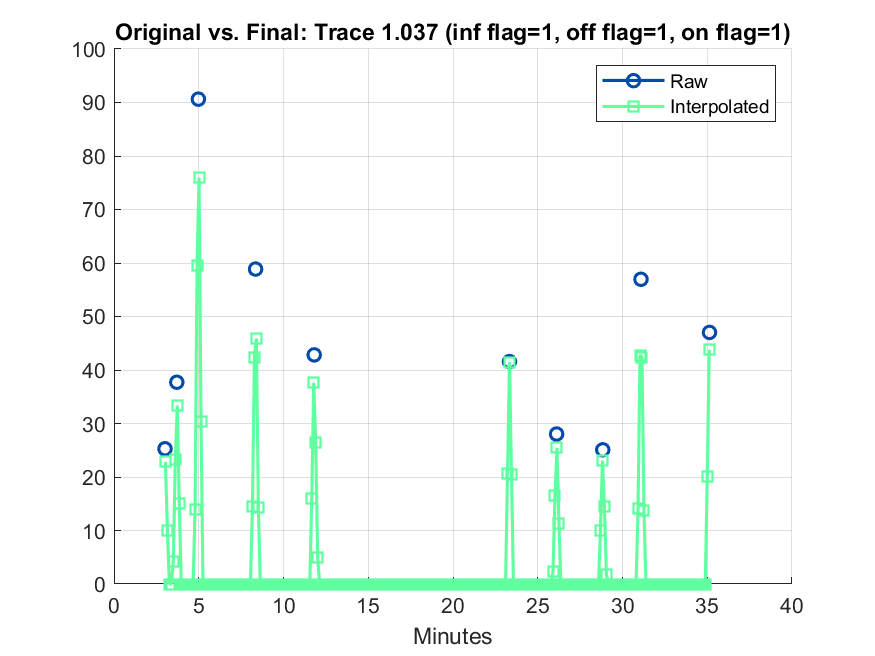 Original vs. Final: Trace 1.037 (inf flag=1, off flag=1, on flag=1)
100
90
80
70
60
50
40
30
20
10
0
Raw
Interpolated
0 5 10 15 20 25 30 35 40
Minutes